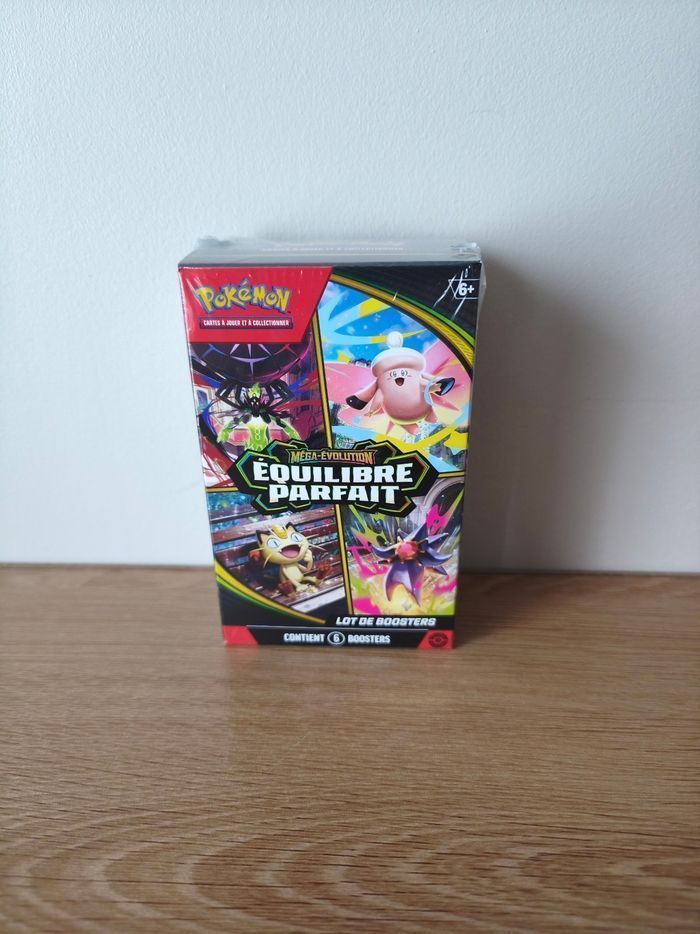 POKÉMON
CARTES À JOUER ET À COLLECTIONNER
6+
MÉGA-ÉVOLUTION
ÉQUILIBRE
PARFAIT
LOT DE BOOSTERS
CONTIENT 6 BOOSTERS